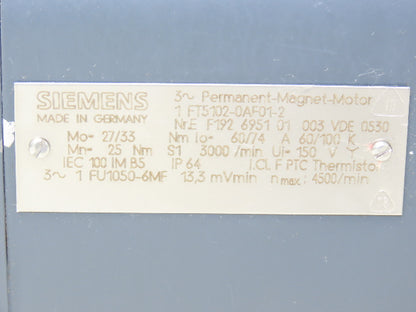 SIEMENS
MADE IN GERMANY
3~ Permanent-Magnet-Motor
1 FT5102-0AF01-2
Nr.E F192 6951 01 003 VDE 0530
Mo= 27/33 Nm Io= 60/74 A 60/100 K
Mn= 25 Nm S1 3000 /min Ui= 150 V
IEC 100 IM B5 IP 64 I.CL F PTC Thermistor
3~ 1 FU1050-6MF 13,3 mVmin nmax: 4500/min